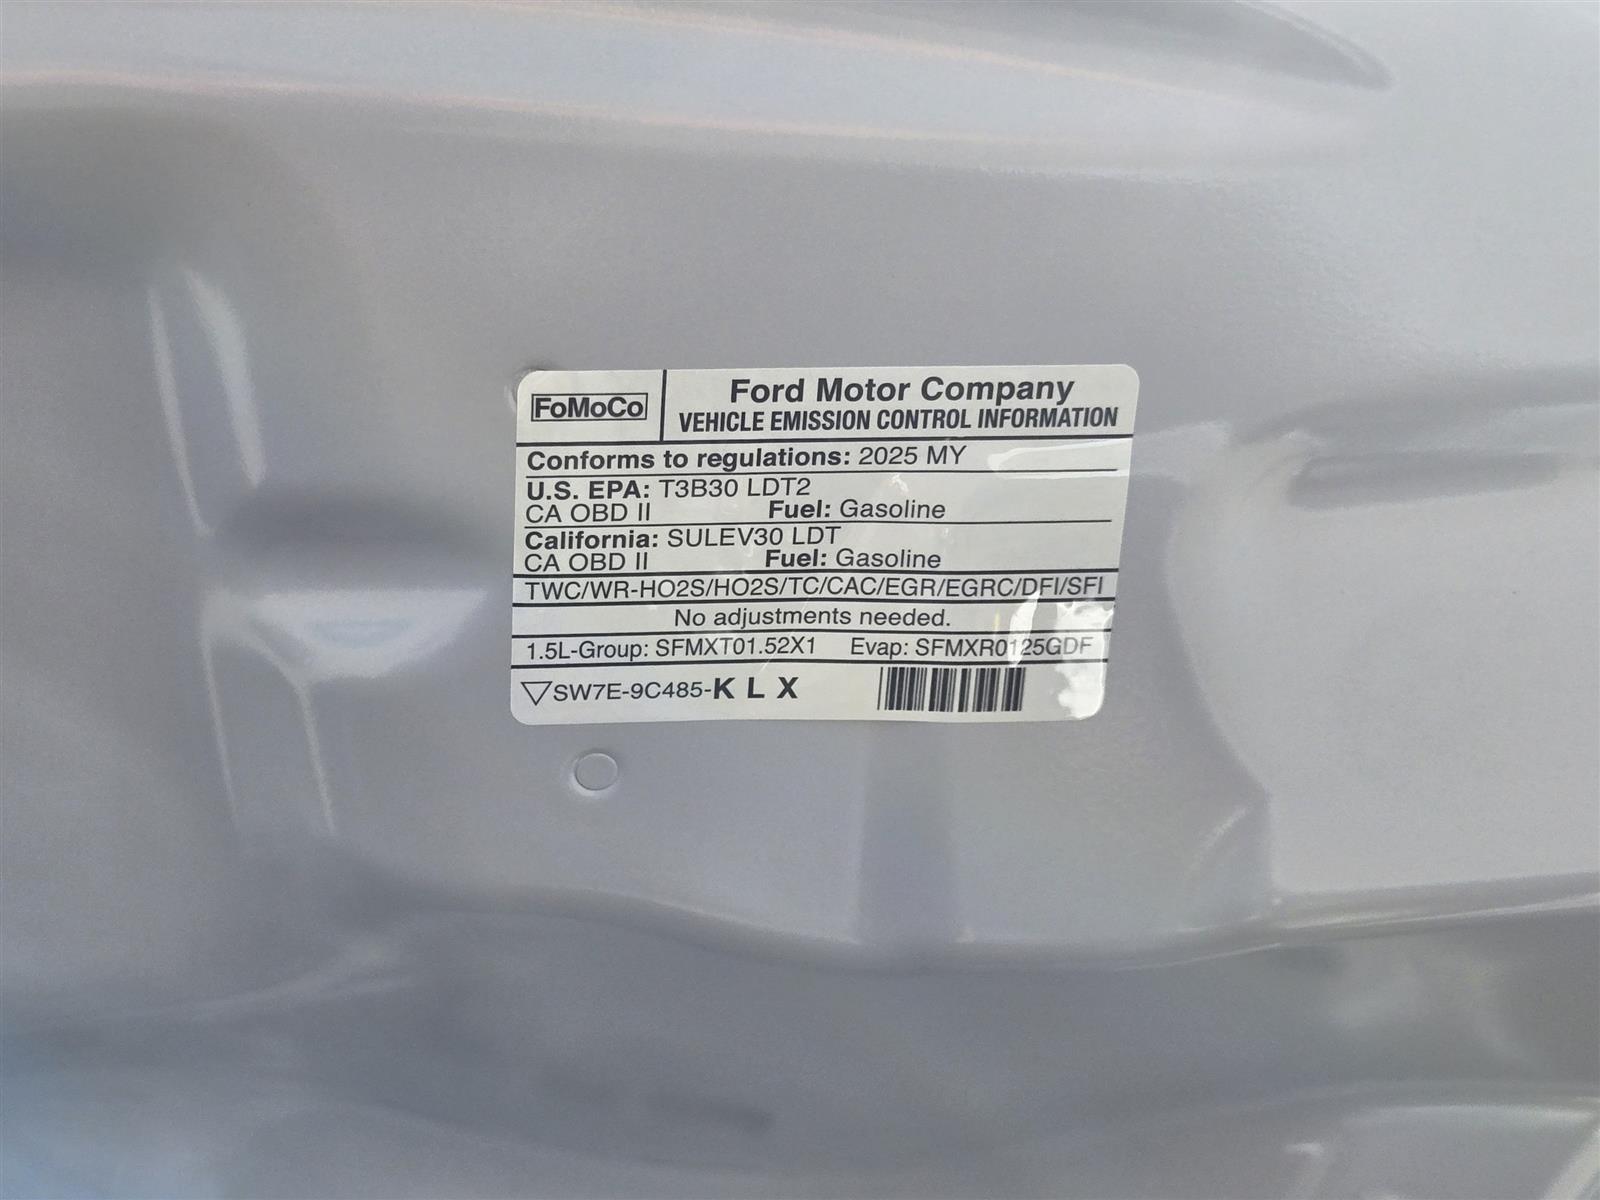 FoMoCo
Ford Motor Company
VEHICLE EMISSION CONTROL INFORMATION
Conforms to regulations: 2025 MY
U.S. EPA: T3B30 LDT2
CA OBD II Fuel: Gasoline
California: SULEV30 LDT
CA OBD II Fuel: Gasoline
TWC/WR-HO2S/HO2S/TC/CAC/EGR/EGRC/DFI/SFI
No adjustments needed.
1.5L-Group: SFMXT01.52X1 Evap: SFMXR0125GDF
SW7E-9C485-K L X